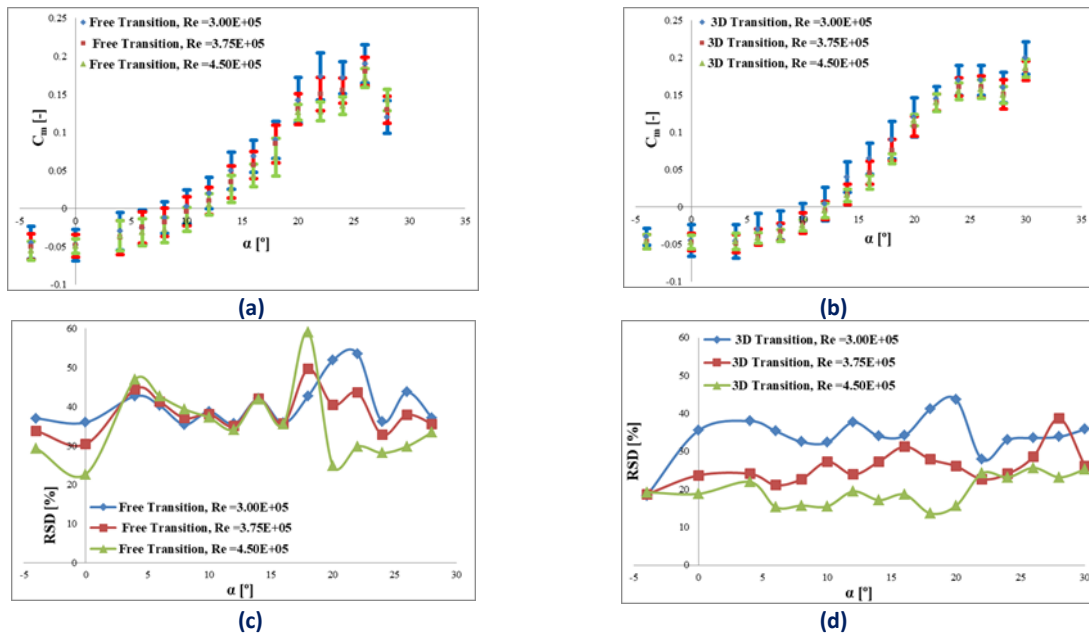 0.25
0.2
0.15
0.1
0.05
0
-0.05
-0.1
-5 0 5 10 15 20 25 30 35
Cm [-]
α [º]
Free Transition, Re =3.00E+05
Free Transition, Re =3.75E+05
Free Transition, Re =4.50E+05
(a)
0.25
0.2
0.15
0.1
0.05
0
-0.05
-0.1
-5 0 5 10 15 20 25 30 35
Cm [-]
α [º]
3D Transition, Re =3.00E+05
3D Transition, Re =3.75E+05
3D Transition, Re =4.50E+05
(b)
60
50
40
30
20
10
0
-5 0 5 10 15 20 25 30
RSD [%]
α [º]
Free Transition, Re =3.00E+05
Free Transition, Re =3.75E+05
Free Transition, Re =4.50E+05
(c)
60
50
40
30
20
10
0
-5 0 5 10 15 20 25 30
RSD [%]
α [º]
3D Transition, Re =3.00E+05
3D Transition, Re =3.75E+05
3D Transition, Re =4.50E+05
(d)